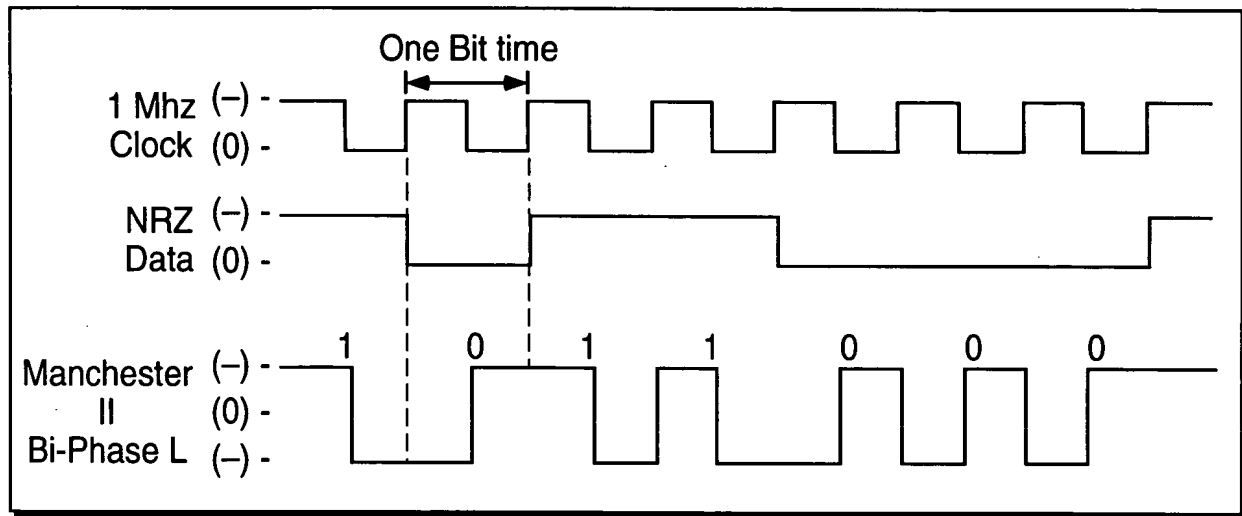 One Bit time
1 Mhz (–) -
Clock (0) -
NRZ (–) -
Data (0) -
1 0 1 1 0 0 0
Manchester (–) -
II (0) -
Bi-Phase L (–) -